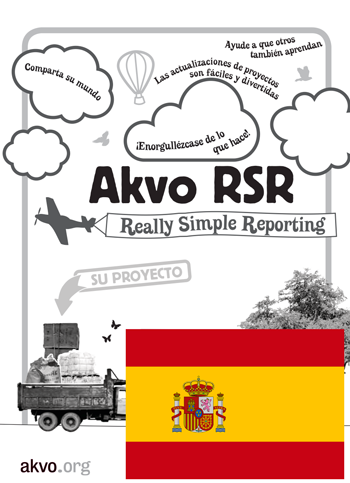 Ayude a que otros
también aprendan
Comparta su mundo
Las actualizaciones de proyectos
son fáciles y divertidas
¡Enorgullézcase de lo
que hace!
Akvo RSR
Really Simple Reporting
SU PROYECTO
akvo.org